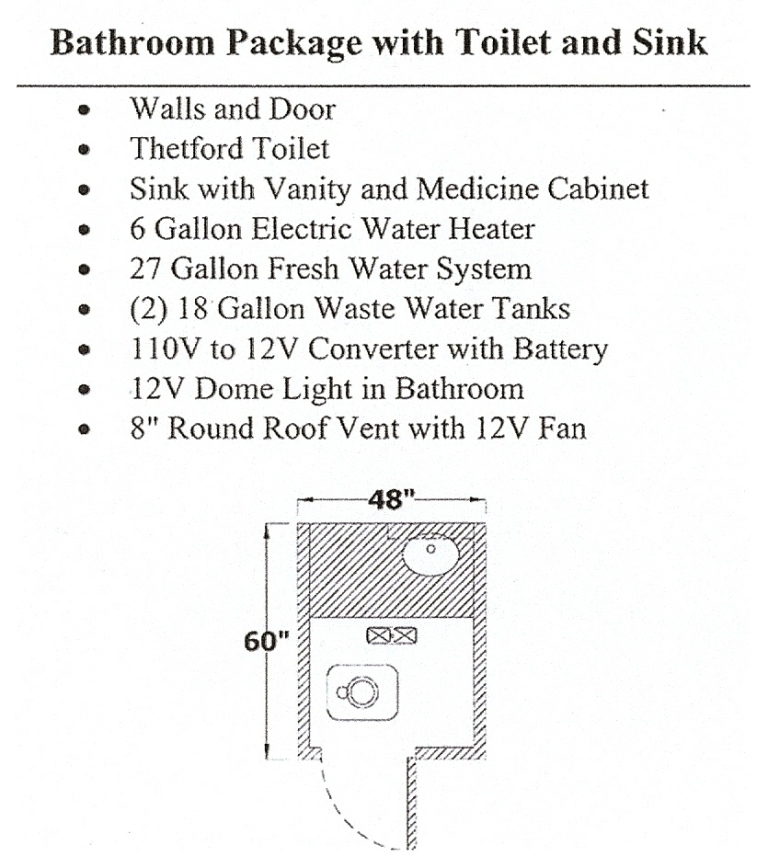 Bathroom Package with Toilet and Sink
• Walls and Door
• Thetford Toilet
• Sink with Vanity and Medicine Cabinet
• 6 Gallon Electric Water Heater
• 27 Gallon Fresh Water System
• (2) 18 Gallon Waste Water Tanks
• 110V to 12V Converter with Battery
• 12V Dome Light in Bathroom
• 8" Round Roof Vent with 12V Fan
48"
60"